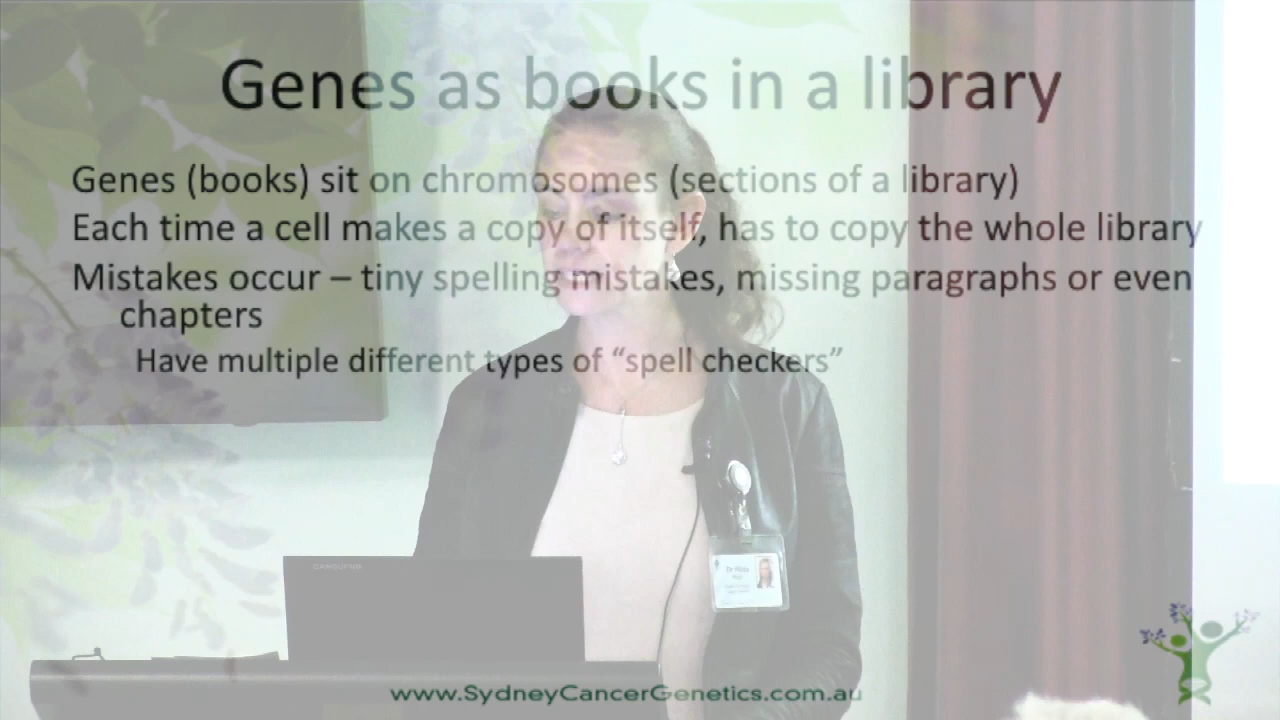 Genes as books in a library
Genes (books) sit on chromosomes (sections of a library)
Each time a cell makes a copy of itself, has to copy the whole library
Mistakes occur – tiny spelling mistakes, missing paragraphs or even
chapters
Have multiple different types of “spell checkers”
Dr Hilda
www.SydneyCancerGenetics.com.au